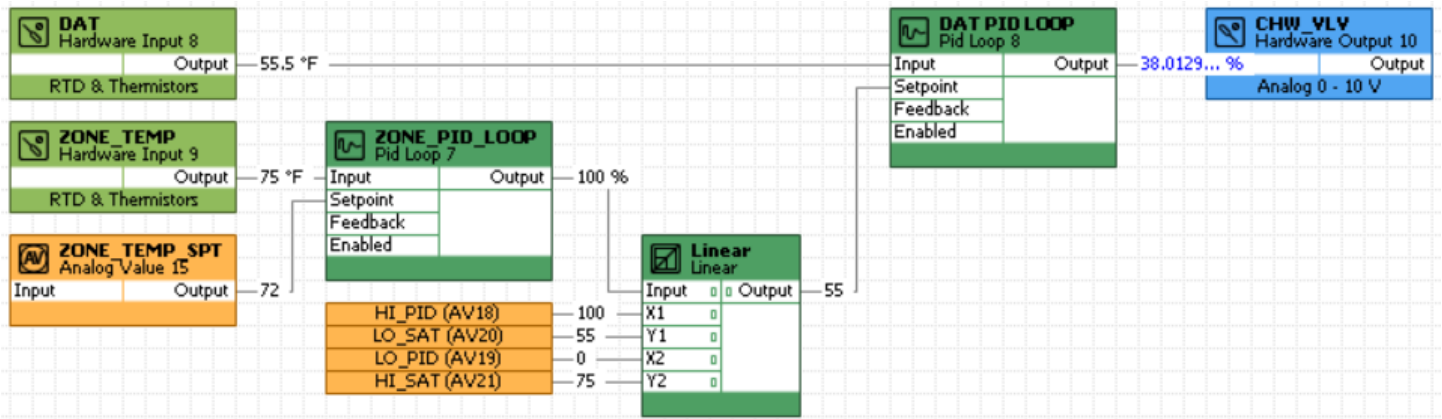 DAT
Hardware Input 8
Output
55.5 °F
RTD & Thermistors
DAT PID LOOP
Pid Loop 8
Input Output
Setpoint
Feedback
Enabled
38.0129... %
CHW_VLV
Hardware Output 10
Output
Analog 0 - 10 V
ZONE_TEMP
Hardware Input 9
Output
75 °F
RTD & Thermistors
ZONE_PID_LOOP
Pid Loop 7
Input Output
Setpoint
Feedback
Enabled
100 %
ZONE_TEMP_SPT
AV
Analog Value 15
Input Output
72
HI_PID (AV18) 100
LO_SAT (AV20) 55
LO_PID (AV19) 0
HI_SAT (AV21) 75
Linear
Linear
Input Output
X1
Y1
X2
Y2
55